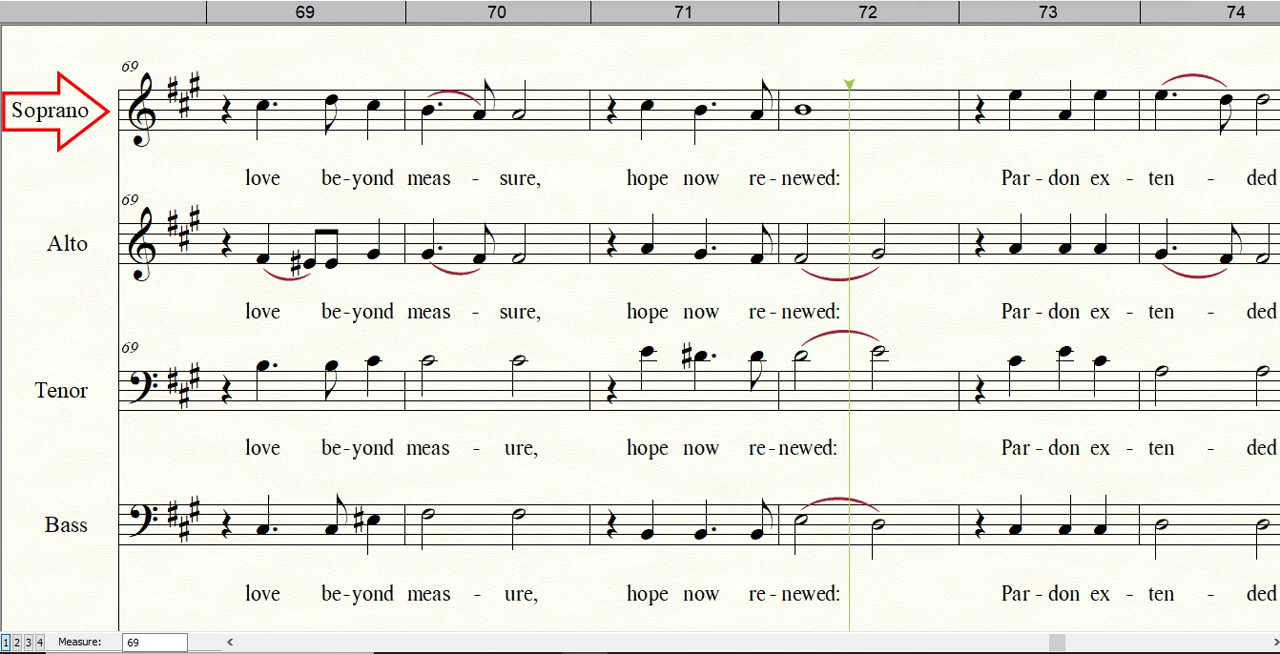 69 70 71 72 73 74
69
Soprano
love be-yond meas - sure, hope now re-newed: Par-don ex - ten - ded
69
Alto
love be-yond meas - sure, hope now re-newed: Par-don ex - ten - ded
69
Tenor
love be-yond meas - ure, hope now re-newed: Par-don ex - ten - ded
Bass
love be-yond meas - ure, hope now re-newed: Par-don ex - ten - ded
1 2 3 4 Measure: 69